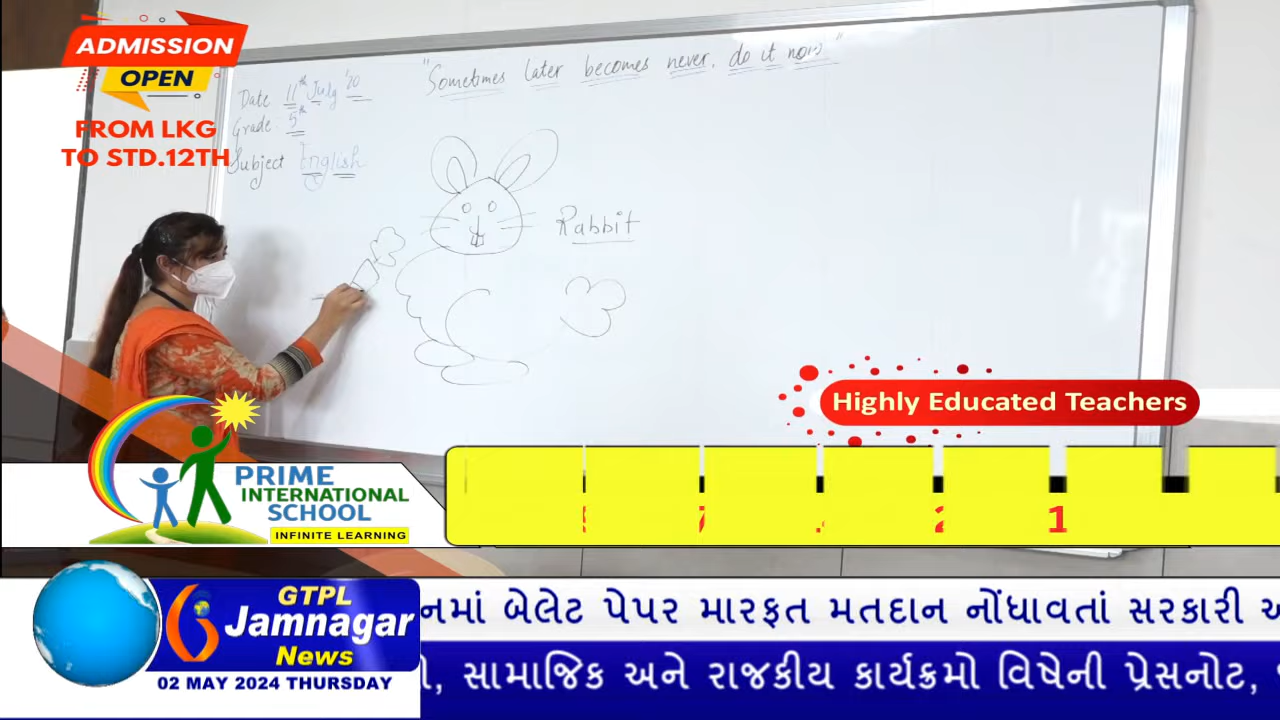 ADMISSION
OPEN
FROM LKG
TO STD.12TH
"Sometimes later becomes never, do it now"
Date 11th July '20
Grade 5th
Subject English
Rabbit
Highly Educated Teachers
PRIME
INTERNATIONAL
SCHOOL
INFINITE LEARNING
2 1
GTPL
Jamnagar
News
02 MAY 2024 THURSDAY
બેલેટ પેપર મારફત મતદાન નોંધાવતાં સરકારી
સામાજિક અને રાજકીય કાર્યક્રમો વિષેની પ્રેસનોટ,